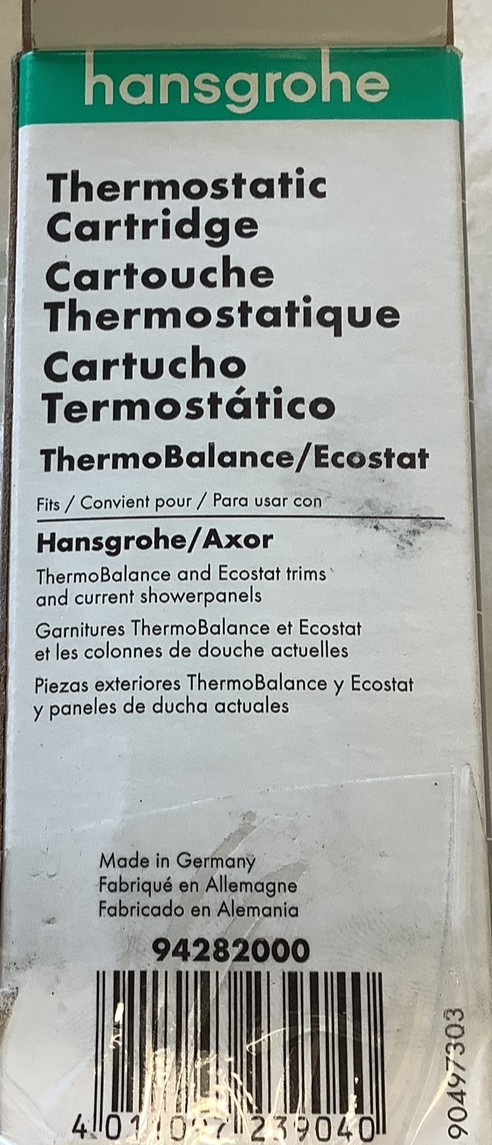 hansgrohe
Thermostatic
Cartridge
Cartouche
Thermostatique
Cartucho
Termostático
ThermoBalance/Ecostat
Fits / Convient pour / Para usar con
Hansgrohe/Axor
ThermoBalance and Ecostat trims
and current showerpanels
Garnitures ThermoBalance et Ecostat
et les colonnes de douche actuelles
Piezas exteriores ThermoBalance y Ecostat
y paneles de ducha actuales
Made in Germany
Fabriqué en Allemagne
Fabricado en Alemania
94282000
239040
90497303